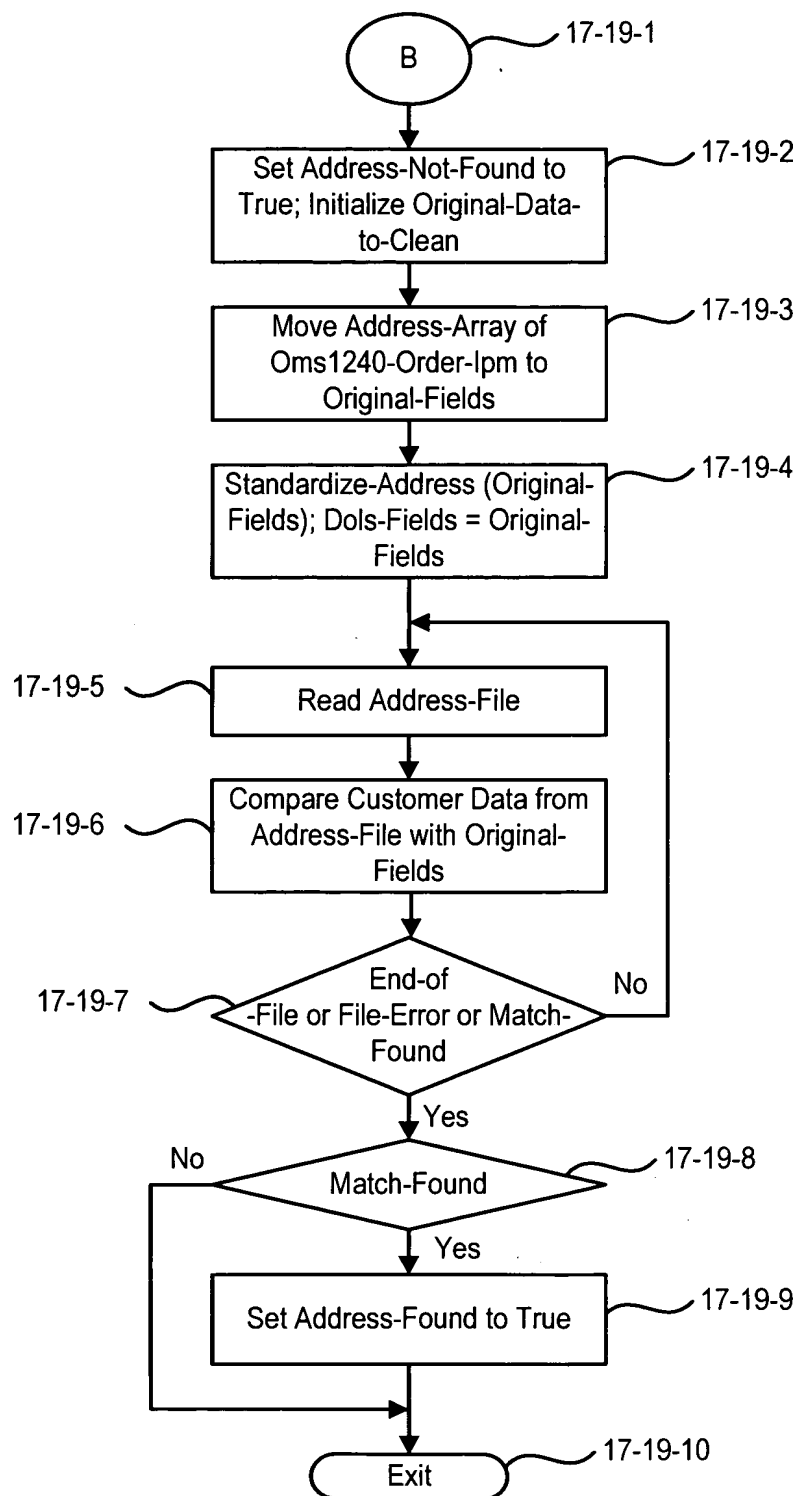 B
17-19-1
Set Address-Not-Found to
True; Initialize Original-Data-
to-Clean
17-19-2
Move Address-Array of
Oms1240-Order-Ipm to
Original-Fields
17-19-3
Standardize-Address (Original-
Fields); Dols-Fields = Original-
Fields
17-19-4
17-19-5
Read Address-File
17-19-6
Compare Customer Data from
Address-File with Original-
Fields
17-19-7
End-of
-File or File-Error or Match-
Found
No
Yes
No
Match-Found
17-19-8
Yes
Set Address-Found to True
17-19-9
Exit
17-19-10